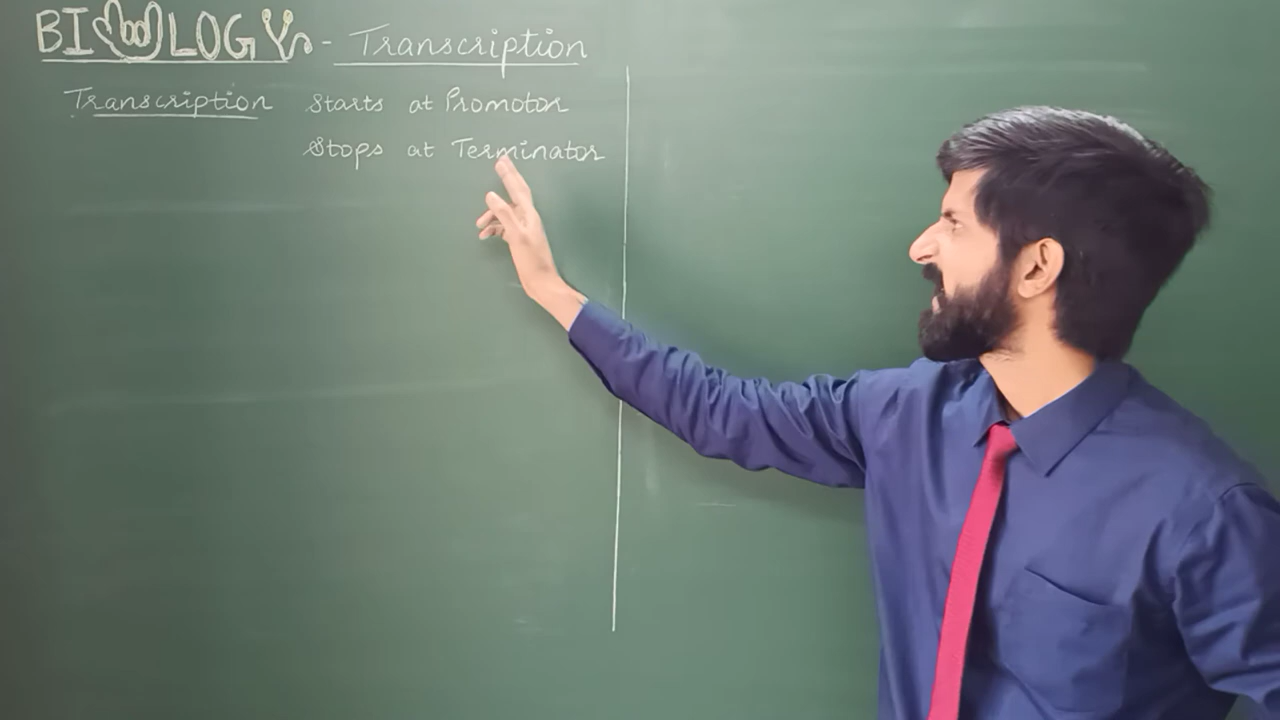 BIOLOGY - Transcription
Transcription starts at Promotor
Stops at Terminator